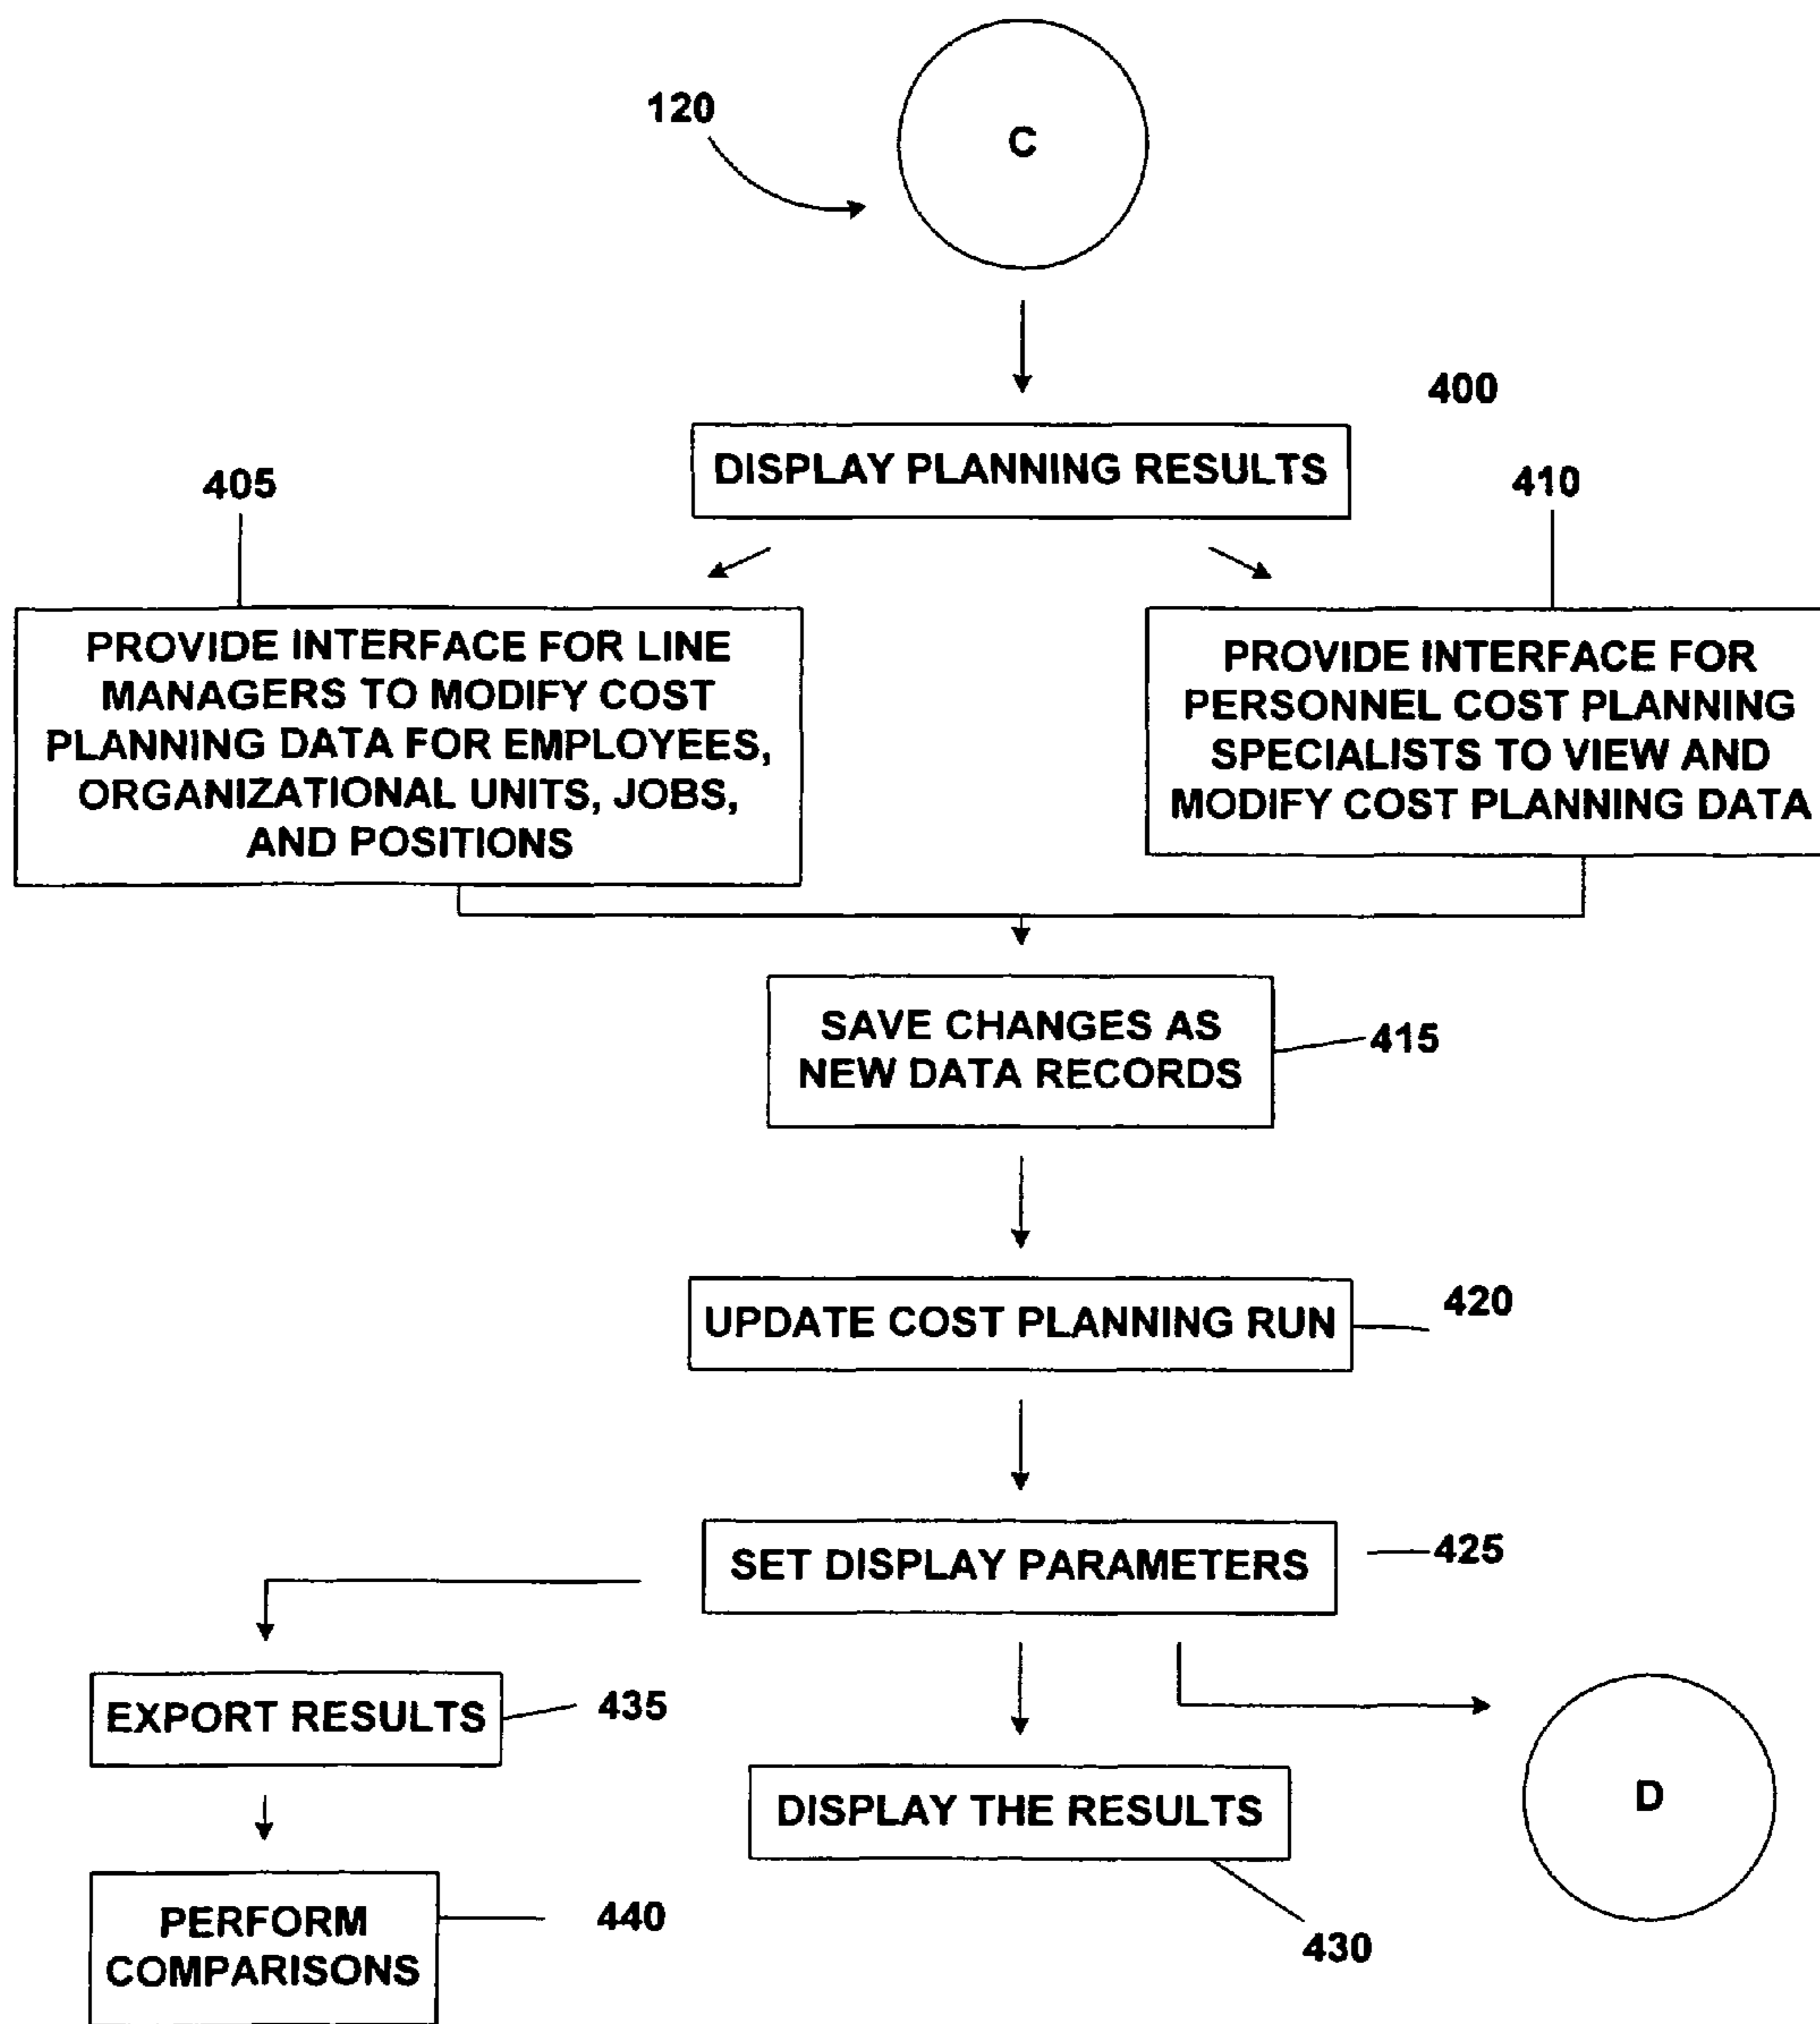 120
C
400
DISPLAY PLANNING RESULTS
405
410
PROVIDE INTERFACE FOR LINE
MANAGERS TO MODIFY COST
PLANNING DATA FOR EMPLOYEES,
ORGANIZATIONAL UNITS, JOBS,
AND POSITIONS
PROVIDE INTERFACE FOR
PERSONNEL COST PLANNING
SPECIALISTS TO VIEW AND
MODIFY COST PLANNING DATA
SAVE CHANGES AS
NEW DATA RECORDS
415
UPDATE COST PLANNING RUN
420
SET DISPLAY PARAMETERS
425
EXPORT RESULTS
435
DISPLAY THE RESULTS
430
D
PERFORM
COMPARISONS
440